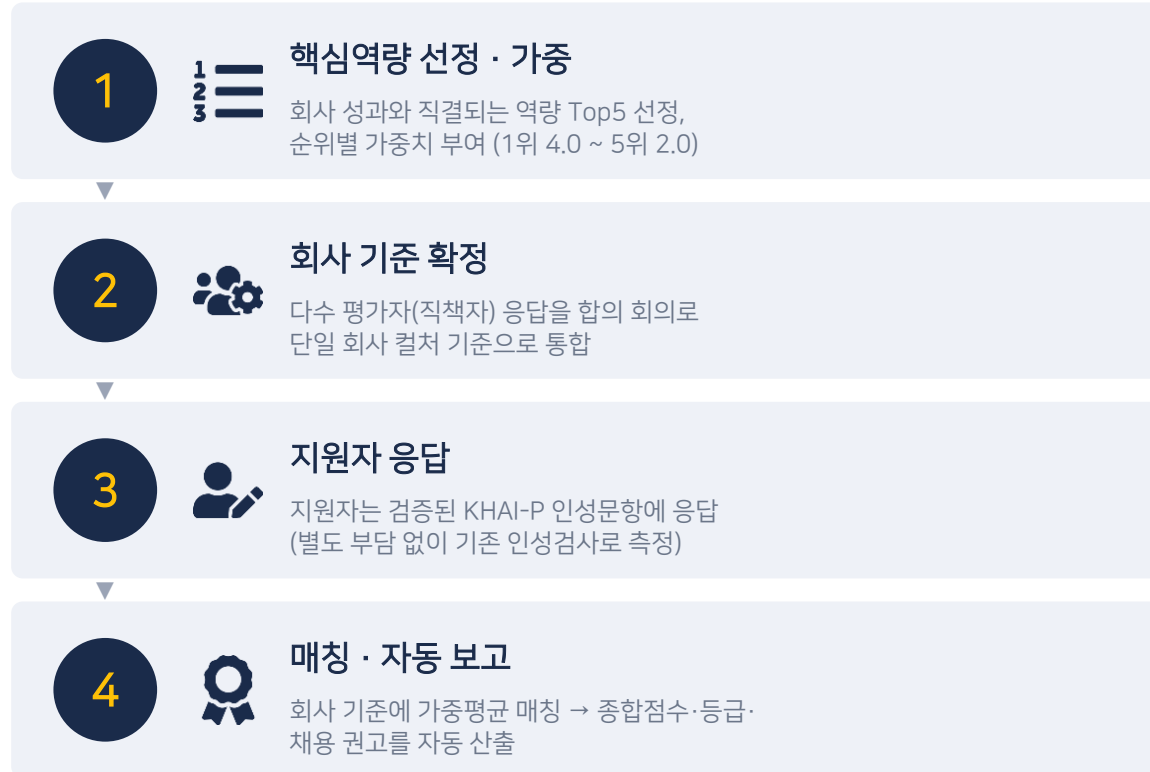 1
1
2
3
핵심역량 선정 · 가중
회사 성과와 직결되는 역량 Top5 선정,
순위별 가중치 부여 (1위 4.0 ~ 5위 2.0)
2
회사 기준 확정
다수 평가자(직책자) 응답을 합의 회의로
단일 회사 컬처 기준으로 통합
3
지원자 응답
지원자는 검증된 KHAI-P 인성문항에 응답
(별도 부담 없이 기존 인성검사로 측정)
4
매칭 · 자동 보고
회사 기준에 가중평균 매칭 → 종합점수·등급·
채용 권고를 자동 산출